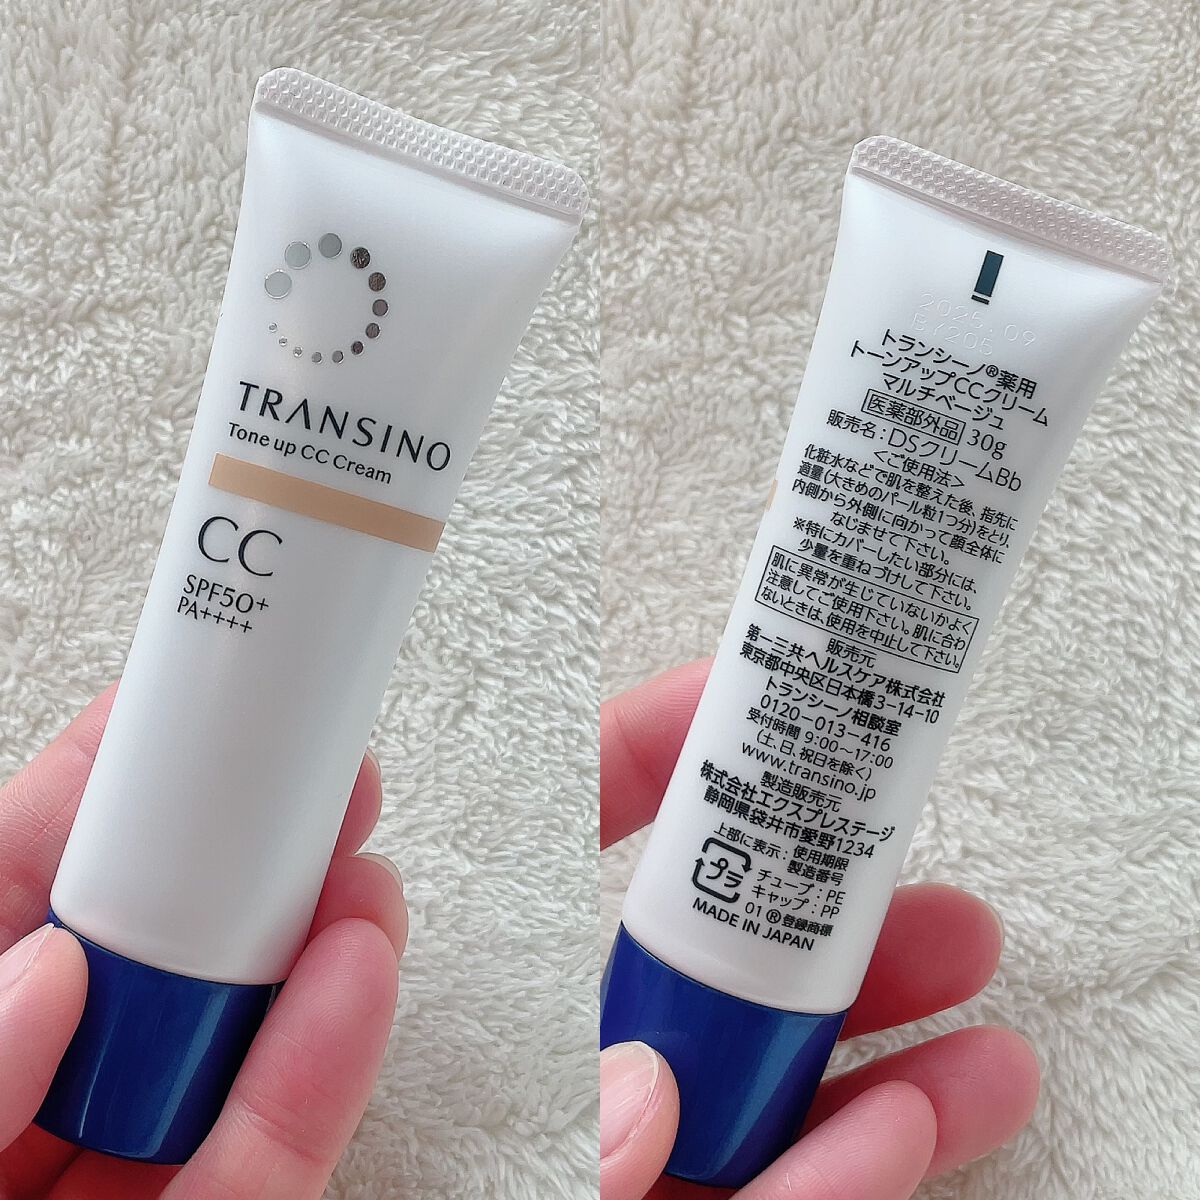 TRANSINO
Tone up CC Cream
CC
SPF50+
PA++++
2025.09
トランシーノ®薬用
トーンアップCCクリーム
マルチベージュ
医薬部外品 30g
販売名：DSクリームBb
<ご使用法>
化粧水などで肌を整えた後、指先に
適量(大きめのパール粒1つ分)をとり、
内側から外側に向かって顔全体に
なじませて下さい。
※特にカバーしたい部分には、
少量を重ねづけして下さい。
肌に異常が生じていないかよく
注意してご使用下さい。肌に合わ
ないときは、使用を中止して下さい。
販売元
第一三共ヘルスケア株式会社
東京都中央区日本橋3-14-10
トランシーノ相談室
0120-013-416
受付時間 9:00～17:00
(土、日、祝日を除く)
www.transino.jp
製造販売元
株式会社エクスプレステージ
静岡県袋井市愛野1234
上部に表示：使用期限
製造番号
プラ
チューブ：PE
キャップ：PP
01 ®登録商標
MADE IN JAPAN